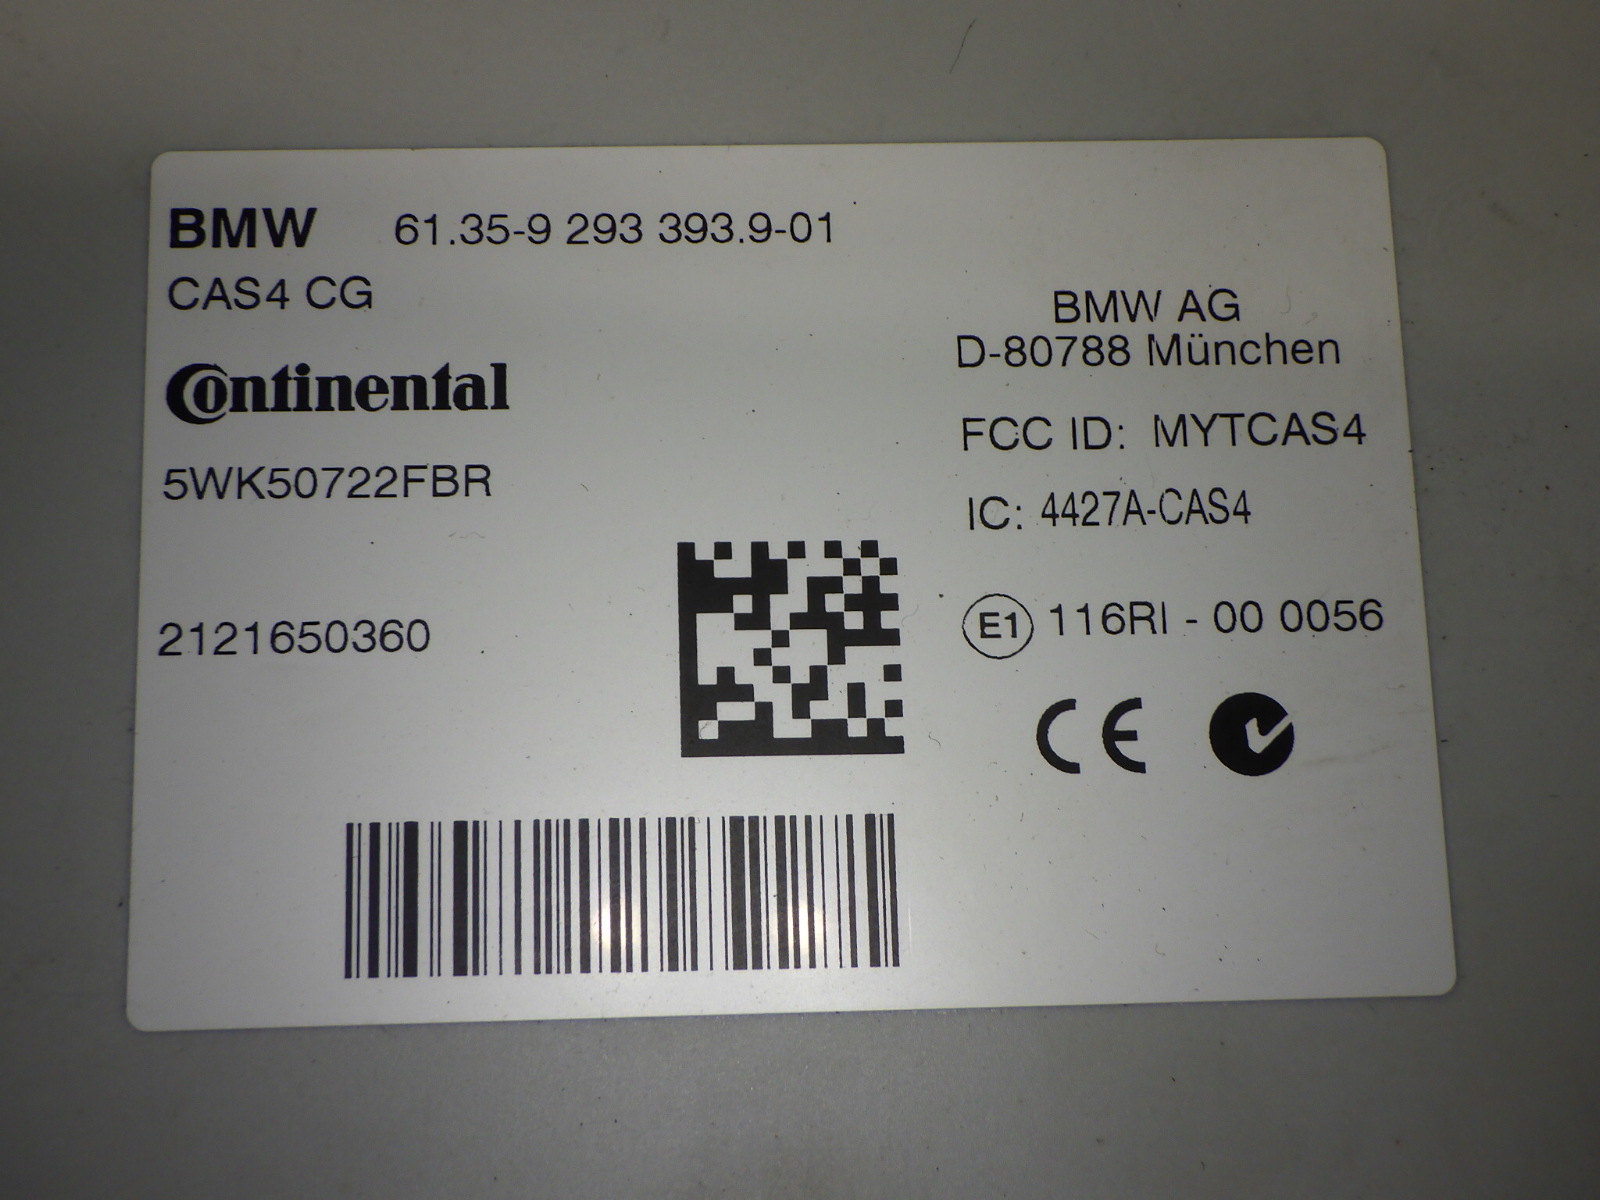 BMW 61.35-9 293 393.9-01
CAS4 CG
Continental
5WK50722FBR
2121650360
BMW AG
D-80788 München
FCC ID: MYTCAS4
IC: 4427A-CAS4
E1 116RI - 00 0056
CE